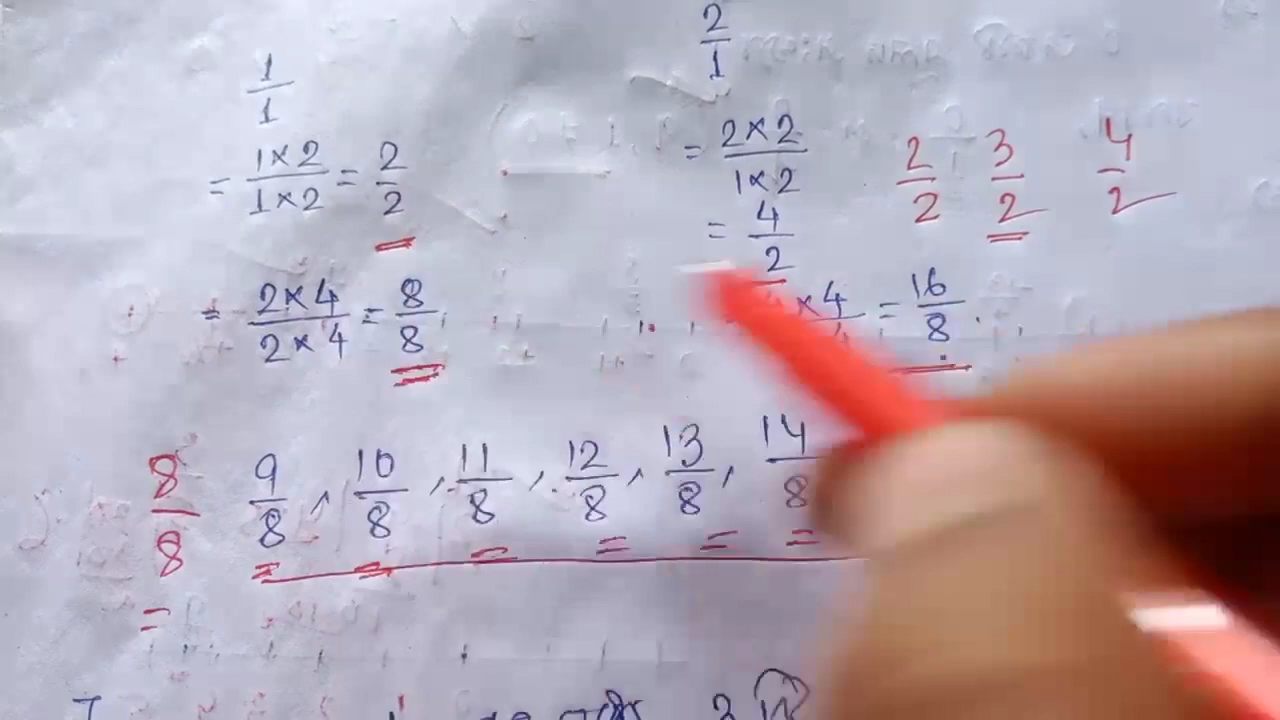 1/1
= 1×2/1×2 = 2/2
= 2×4/2×4 = 8/8
2/1
= 2×2/1×2
= 4/2
×4 = 16/8
2/2 3/2 4/2
8/8 9/8, 10/8, 11/8, 12/8, 13/8, 14/8